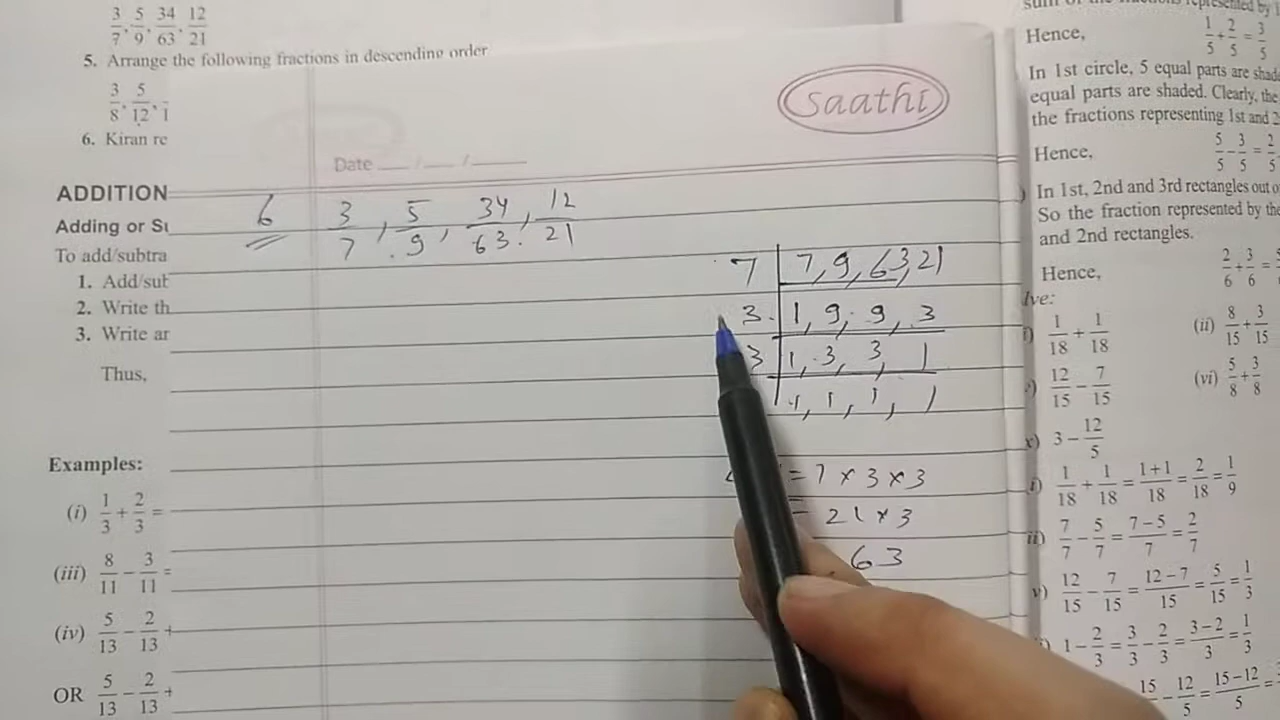 3/7, 5/9, 34/63, 12/21
5. Arrange the following fractions in descending order
3/8, 5/12, 1
6. Kiran re
ADDITION
Adding or Su
To add/subtra
1. Add/sub
2. Write th
3. Write ar
Thus,
Examples:
(i) 1/3 + 2/3 =
(iii) 8/11 − 3/11 =
(iv) 5/13 − 2/13 +
OR 5/13 − 2/13 +
saathi
Date __/__/____
6 3/7, 5/9, 34/63, 12/21
7 | 7, 9, 63, 21
3 | 1, 9, 9, 3
3 | 1, 3, 3, 1
1, 1, 1, 1
= 7 × 3 × 3
= 21 × 3
63
Hence, 1/5 + 2/5 = 3/5
In 1st circle, 5 equal parts are shade
equal parts are shaded. Clearly, the
the fractions representing 1st and 2
Hence, 5/5 − 3/5 = 2/5
In 1st, 2nd and 3rd rectangles out o
So the fraction represented by the
and 2nd rectangles.
Hence, 2/6 + 3/6 =
lve:
) 1/18 + 1/18 (ii) 8/15 + 3/15
) 12/15 − 7/15 (vi) 5/8 + 3/8
x) 3 − 12/5
i) 1/18 + 1/18 = 1+1/18 = 2/18 = 1/9
ii) 7/7 − 5/7 = 7−5/7 = 2/7
v) 12/15 − 7/15 = 12−7/15 = 5/15 = 1/3
) 1 − 2/3 = 3/3 − 2/3 = 3−2/3 = 1/3
15/5 − 12/5 = 15−12/5 =